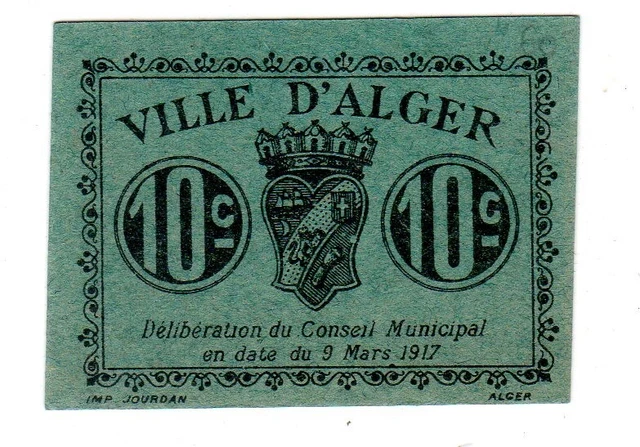 VILLE D'ALGER
10c 10c
Délibération du Conseil Municipal
en date du 9 Mars 1917
IMP. JOURDAN ALGER